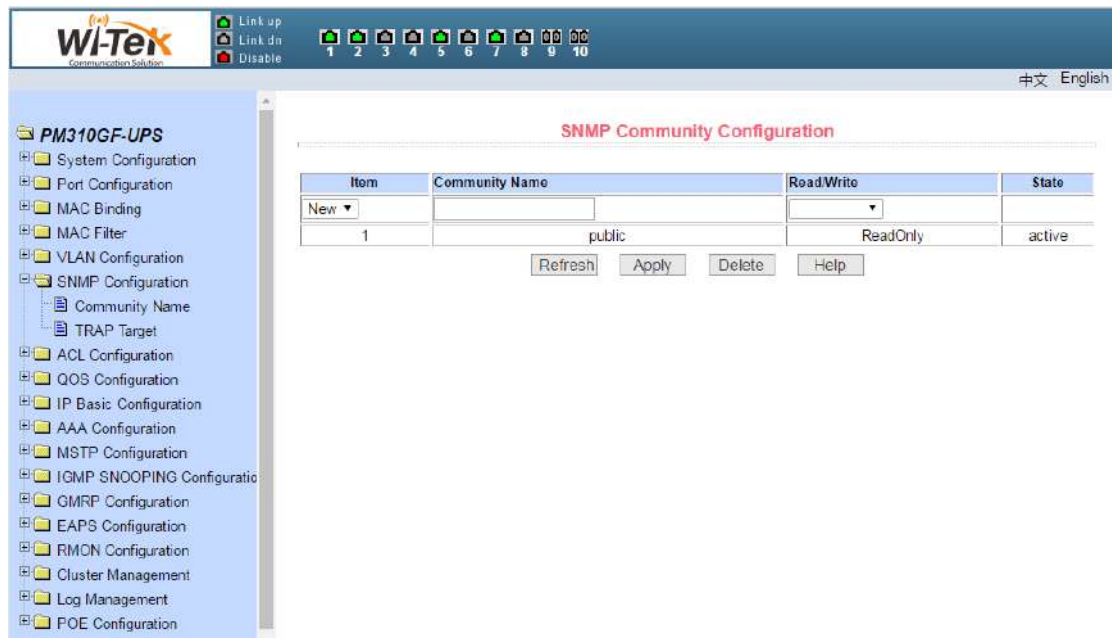 Wi-Tek
Communication Solution
Link up
Link dn
Disable
1 2 3 4 5 6 7 8 9 10
中文 English
PM310GF-UPS
System Configuration
Port Configuration
MAC Binding
MAC Filter
VLAN Configuration
SNMP Configuration
Community Name
TRAP Target
ACL Configuration
QOS Configuration
IP Basic Configuration
AAA Configuration
MSTP Configuration
IGMP SNOOPING Configuratio
GMRP Configuration
EAPS Configuration
RMON Configuration
Cluster Management
Log Management
POE Configuration
SNMP Community Configuration
Item Community Name Read/Write State
New
1 public ReadOnly active
Refresh Apply Delete Help